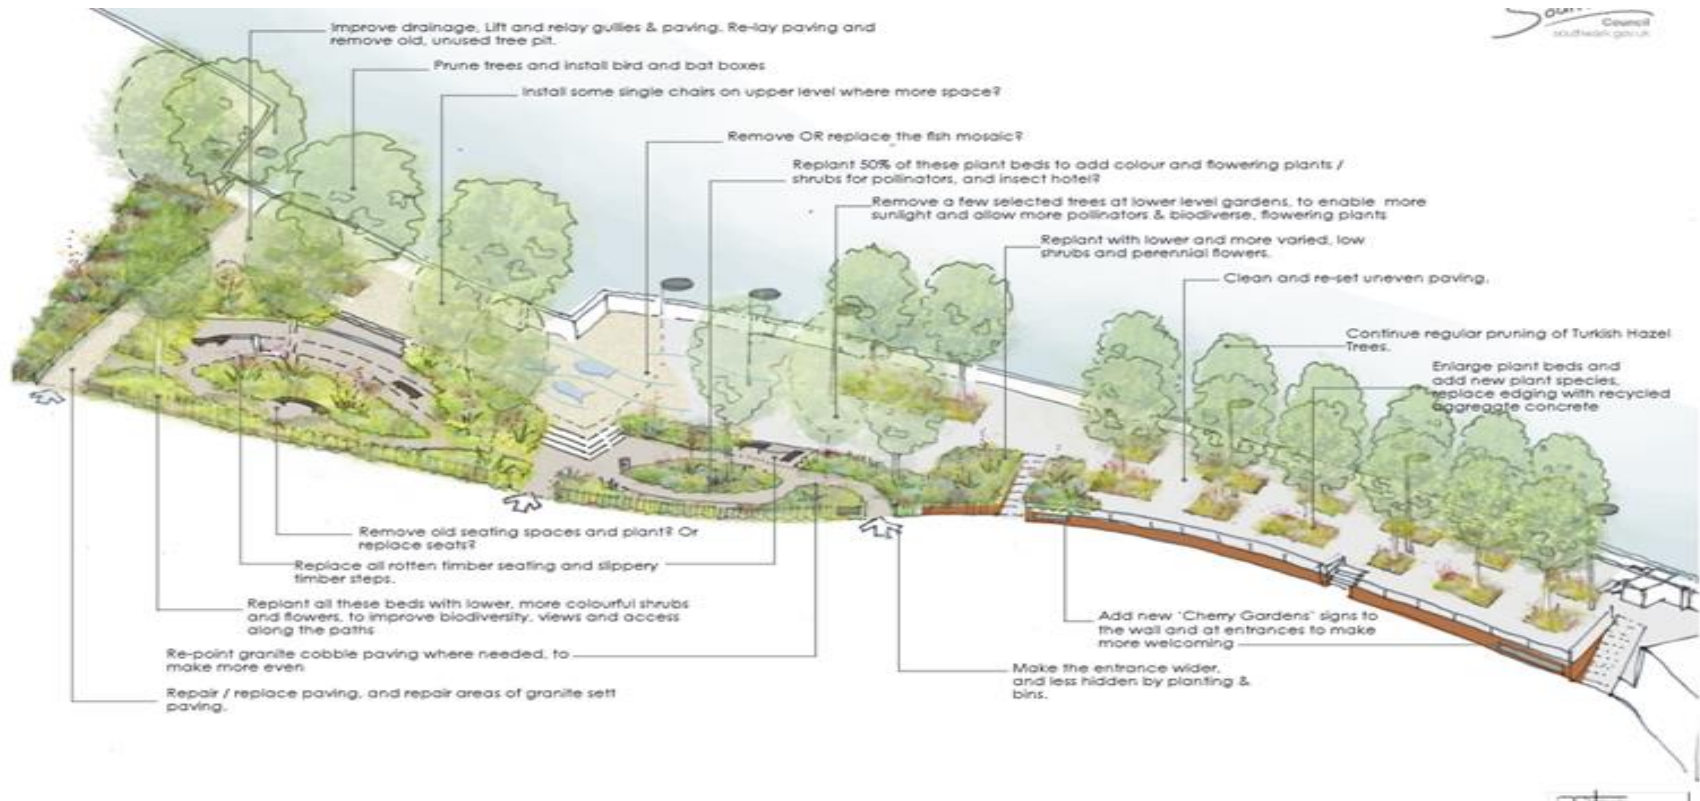 Council
southwark.gov.uk
Improve drainage, Lift and relay gullies & paving. Re-lay paving and
remove old, unused tree pit.
Prune trees and install bird and bat boxes
Install some single chairs on upper level where more space?
Remove OR replace the fish mosaic?
Replant 50% of these plant beds to add colour and flowering plants /
shrubs for pollinators, and insect hotel?
Remove a few selected trees at lower level gardens, to enable more
sunlight and allow more pollinators & biodiverse, flowering plants
Replant with lower and more varied, low
shrubs and perennial flowers.
Clean and re-set uneven paving.
Continue regular pruning of Turkish Hazel
Trees.
Enlarge plant beds and
add new plant species,
replace edging with recycled
aggregate concrete
Remove old seating spaces and plant? Or
replace seats?
Replace all rotten timber seating and slippery
timber steps.
Replant all these beds with lower, more colourful shrubs
and flowers, to improve biodiversity, views and access
along the paths
Re-point granite cobble paving where needed, to
make more even
Repair / replace paving, and repair areas of granite sett
paving.
Add new 'Cherry Gardens' signs to
the wall and at entrances to make
more welcoming
Make the entrance wider,
and less hidden by planting &
bins.